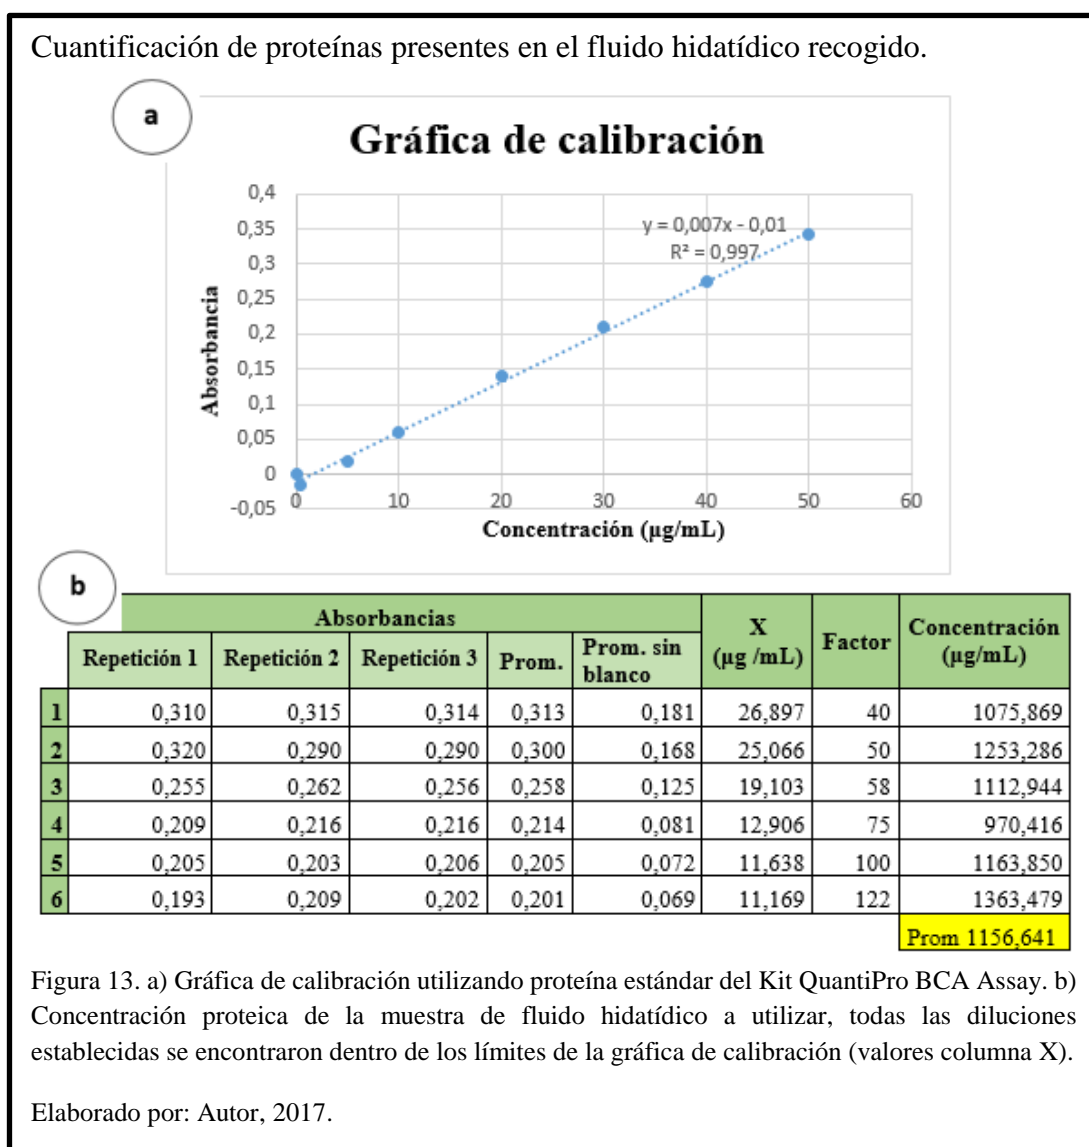 Cuantificación de proteínas presentes en el fluido hidatídico recogido.
a
Gráfica de calibración
0,4
0,35
0,3
0,25
0,2
0,15
0,1
0,05
0
-0,05
Absorbancia
y = 0,007x - 0,01
R² = 0,997
0 10 20 30 40 50 60
Concentración (µg/mL)
b
Absorbancias X (µg /mL) Factor Concentración (µg/mL)
Repetición 1 Repetición 2 Repetición 3 Prom. Prom. sin blanco
1 0,310 0,315 0,314 0,313 0,181 26,897 40 1075,869
2 0,320 0,290 0,290 0,300 0,168 25,066 50 1253,286
3 0,255 0,262 0,256 0,258 0,125 19,103 58 1112,944
4 0,209 0,216 0,216 0,214 0,081 12,906 75 970,416
5 0,205 0,203 0,206 0,205 0,072 11,638 100 1163,850
6 0,193 0,209 0,202 0,201 0,069 11,169 122 1363,479
Prom 1156,641
Figura 13. a) Gráfica de calibración utilizando proteína estándar del Kit QuantiPro BCA Assay. b)
Concentración proteica de la muestra de fluido hidatídico a utilizar, todas las diluciones
establecidas se encontraron dentro de los límites de la gráfica de calibración (valores columna X).
Elaborado por: Autor, 2017.